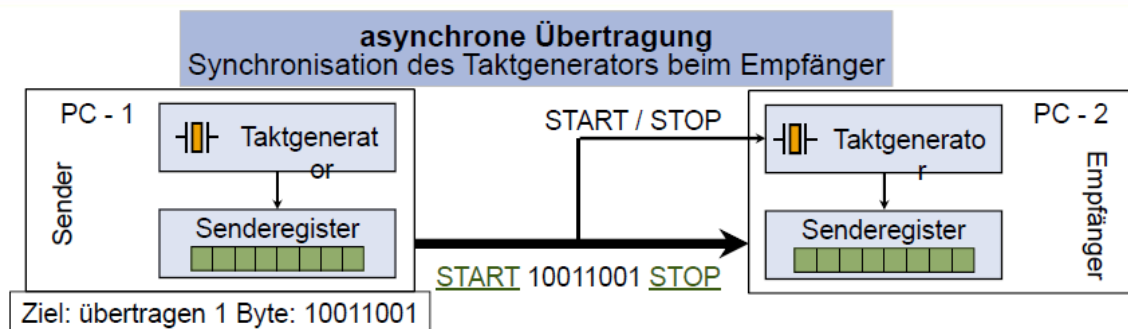 asynchrone Übertragung
Synchronisation des Taktgenerators beim Empfänger
PC - 1
Sender
Taktgenerat
or
Senderegister
START / STOP
START 10011001 STOP
PC - 2
Empfänger
Taktgenerato
r
Senderegister
Ziel: übertragen 1 Byte: 10011001